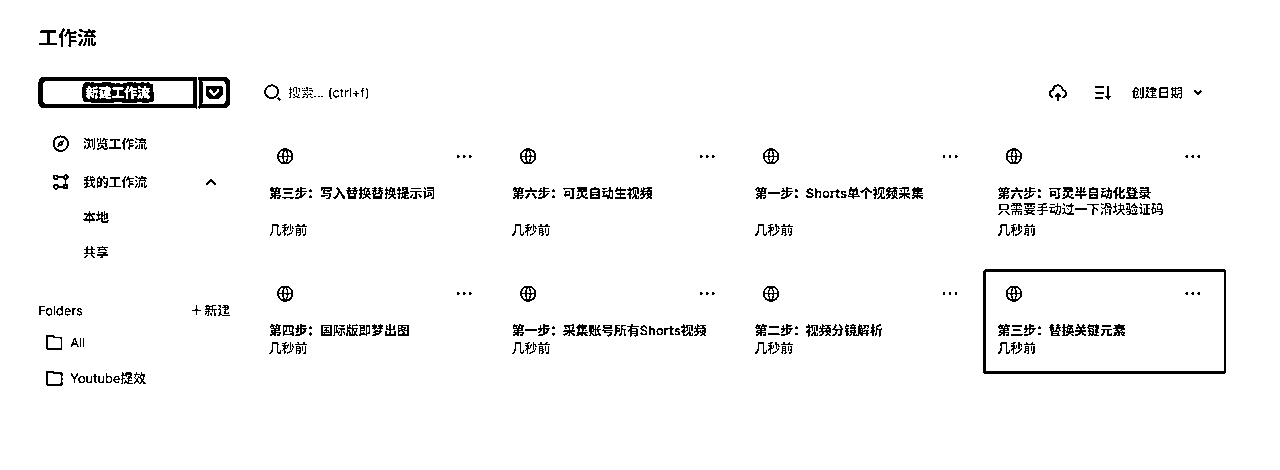 工作流
新建工作流
搜索... (ctrl+f)
创建日期
浏览工作流
我的工作流
本地
共享
Folders
+ 新建
All
Youtube提效
第三步：写入替换替换提示词
几秒前
第六步：可灵自动生视频
几秒前
第一步：Shorts单个视频采集
几秒前
第六步：可灵半自动化登录
只需要手动过一下滑块验证码
几秒前
第四步：国际版即梦出图
几秒前
第一步：采集账号所有Shorts视频
几秒前
第二步：视频分镜解析
几秒前
第三步：替换关键元素
几秒前